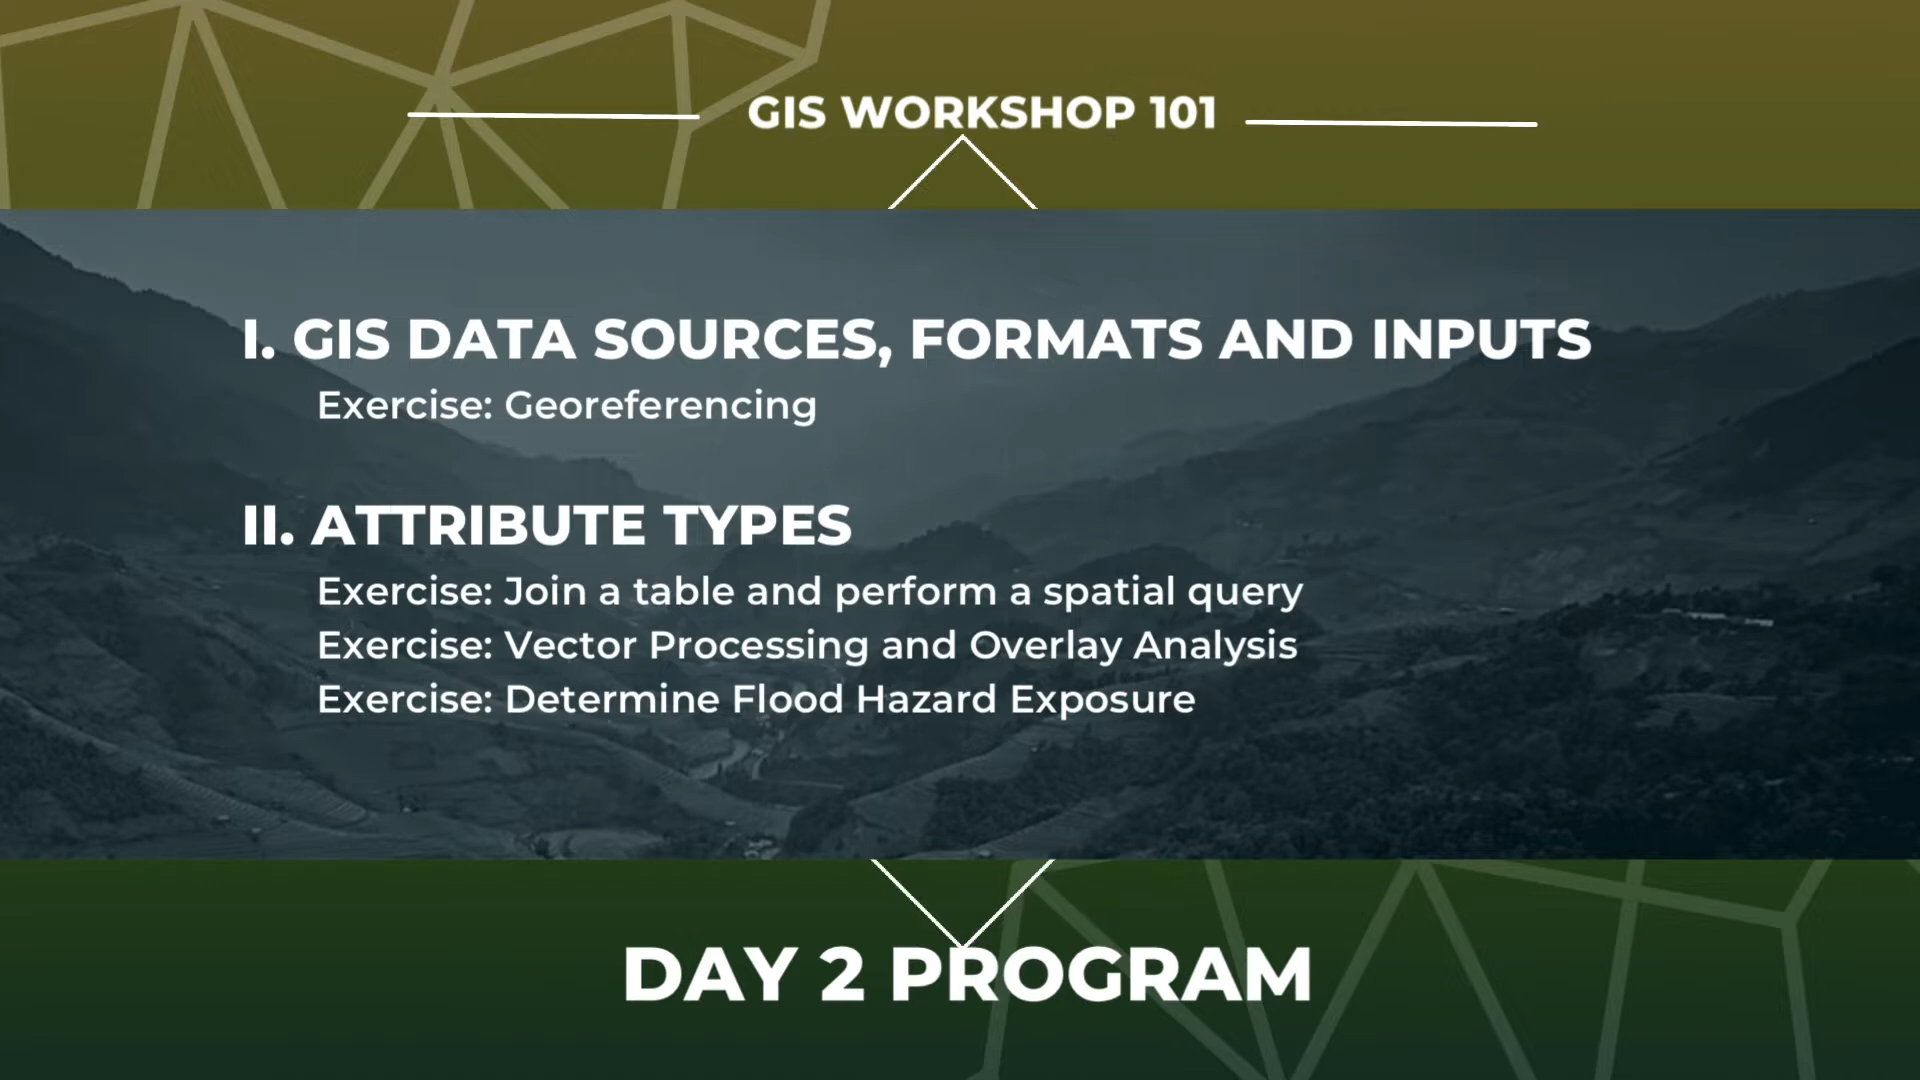 GIS WORKSHOP 101
I. GIS DATA SOURCES, FORMATS AND INPUTS
Exercise: Georeferencing
II. ATTRIBUTE TYPES
Exercise: Join a table and perform a spatial query
Exercise: Vector Processing and Overlay Analysis
Exercise: Determine Flood Hazard Exposure
DAY 2 PROGRAM